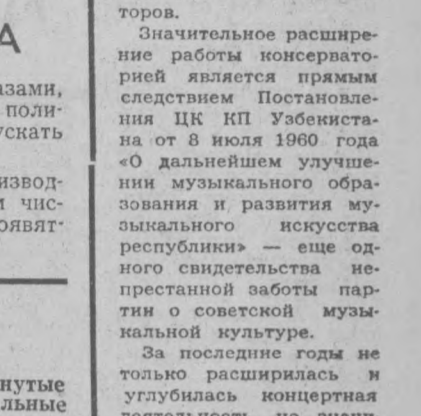 А
азами,
поли-
ускать
извод-
чис-
оявят-
нутые
льные
торов.
Значительное расшире-
ние работы консервато-
рией является прямым
следствием Постановле-
ния ЦК КП Узбекиста-
на от 8 июля 1960 года
«О дальнейшем улучше-
нии музыкального обра-
зования и развития му-
зыкального искусства
республики» — еще од-
ного свидетельства не-
престанной заботы пар-
тии о советской музы-
кальной культуре.
За последние годы не
только расширилась и
углубилась концертная